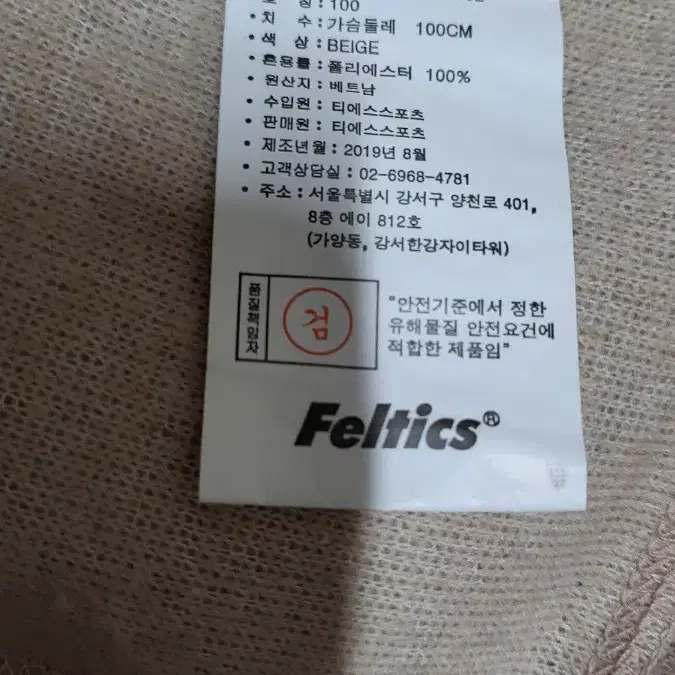 호 칭 : 100
• 치 수 : 가슴둘레 100CM
• 색 상 : BEIGE
• 혼용률 : 폴리에스터 100%
• 원산지 : 베트남
• 수입원 : 티에스스포츠
• 판매원 : 티에스스포츠
• 제조년월 : 2019년 8월
• 고객상담실 : 02-6968-4781
• 주소 : 서울특별시 강서구 양천로 401,
8층 에이 812호
(가양동, 강서한강자이타워)
품질책임자
검
"안전기준에서 정한
유해물질 안전요건에
적합한 제품임"
Feltics®